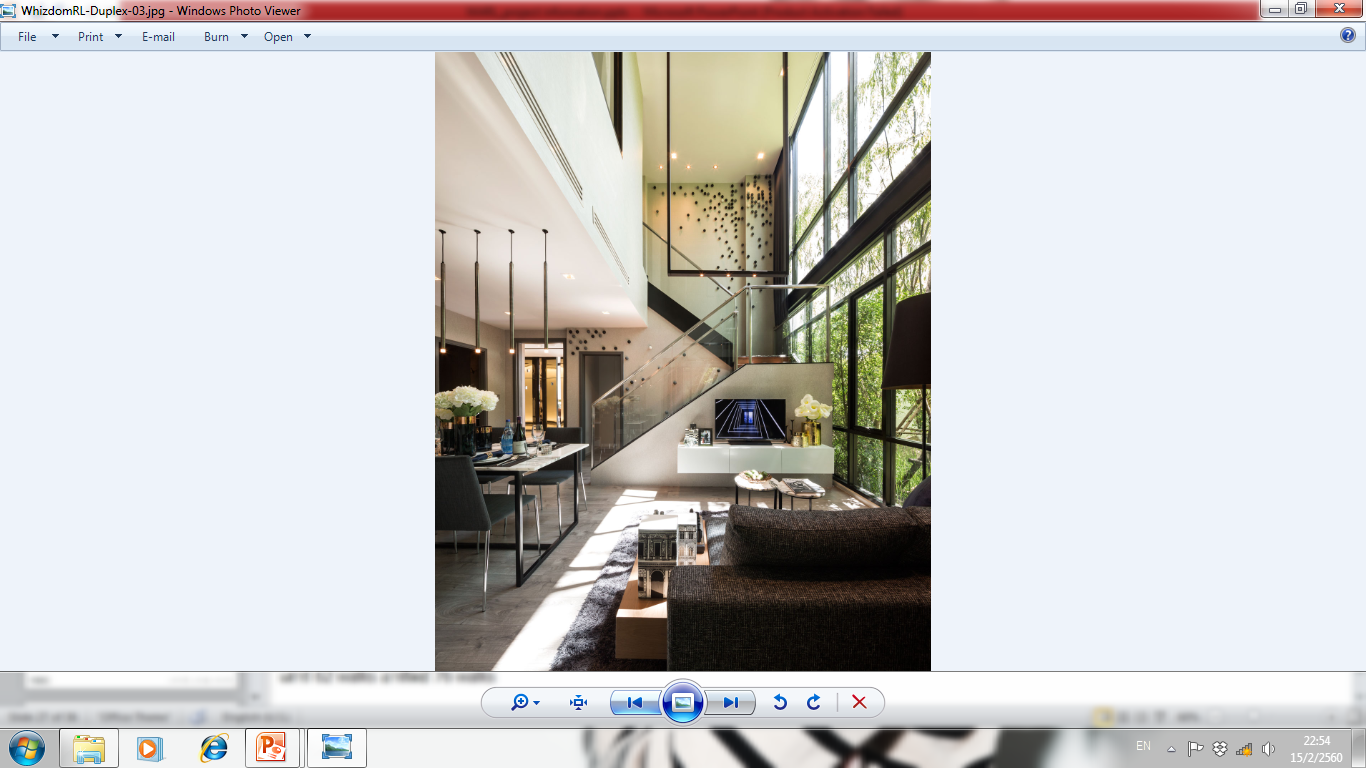 WhizdomRL-Duplex-03.jpg - Windows Photo Viewer
File Print E-mail Burn Open
EN
22:54
15/2/2560